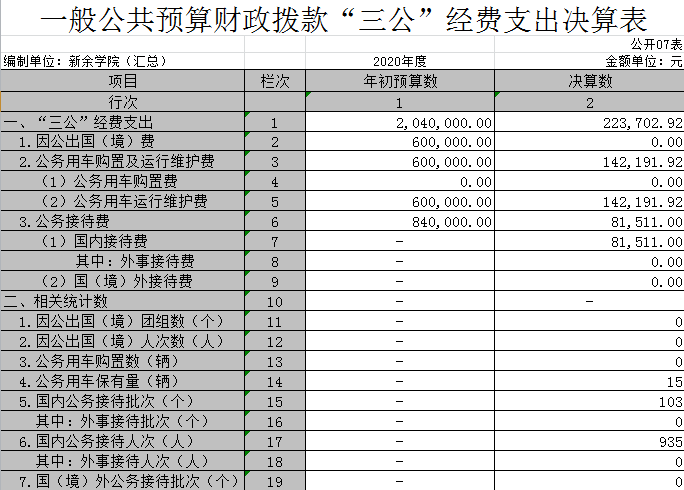 一般公共预算财政拨款“三公”经费支出决算表
公开07表
编制单位：新余学院（汇总） 2020年度 金额单位：元
项目 栏次 年初预算数 决算数
行次 1 2
一、“三公”经费支出 1 2,040,000.00 223,702.92
1.因公出国（境）费 2 600,000.00 0.00
2.公务用车购置及运行维护费 3 600,000.00 142,191.92
（1）公务用车购置费 4 0.00 0.00
（2）公务用车运行维护费 5 600,000.00 142,191.92
3.公务接待费 6 840,000.00 81,511.00
（1）国内接待费 7 — 81,511.00
其中：外事接待费 8 — 0.00
（2）国（境）外接待费 9 — 0.00
二、相关统计数 10 — —
1.因公出国（境）团组数（个） 11 — 0
2.因公出国（境）人次数（人） 12 — 0
3.公务用车购置数（辆） 13 — 0
4.公务用车保有量（辆） 14 — 15
5.国内公务接待批次（个） 15 — 103
其中：外事接待批次（个） 16 — 0
6.国内公务接待人次（人） 17 — 935
其中：外事接待人次（人） 18 — 0
7.国（境）外公务接待批次（个） 19 — 0